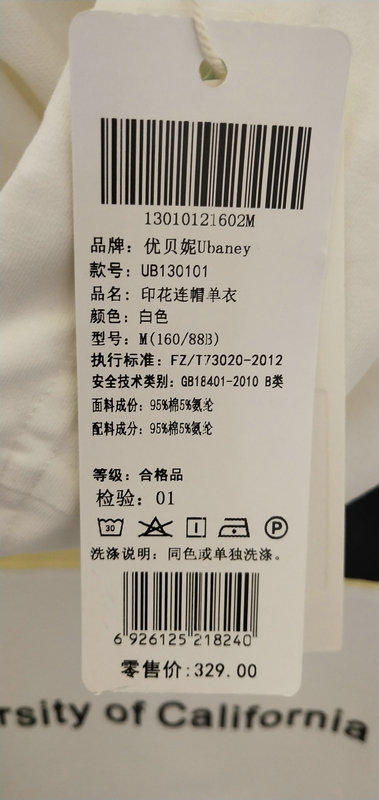 13010121602M
品牌: 优贝妮Ubaney
款号: UB130101
品名: 印花连帽单衣
颜色: 白色
型号: M(160/88B)
执行标准: FZ/T73020-2012
安全技术类别: GB18401-2010 B类
面料成份: 95%棉5%氨纶
配料成分: 95%棉5%氨纶
等级: 合格品
检验: 01
30 P
洗涤说明: 同色或单独洗涤。
6 926125 218240
零售价:329.00
rsity of California